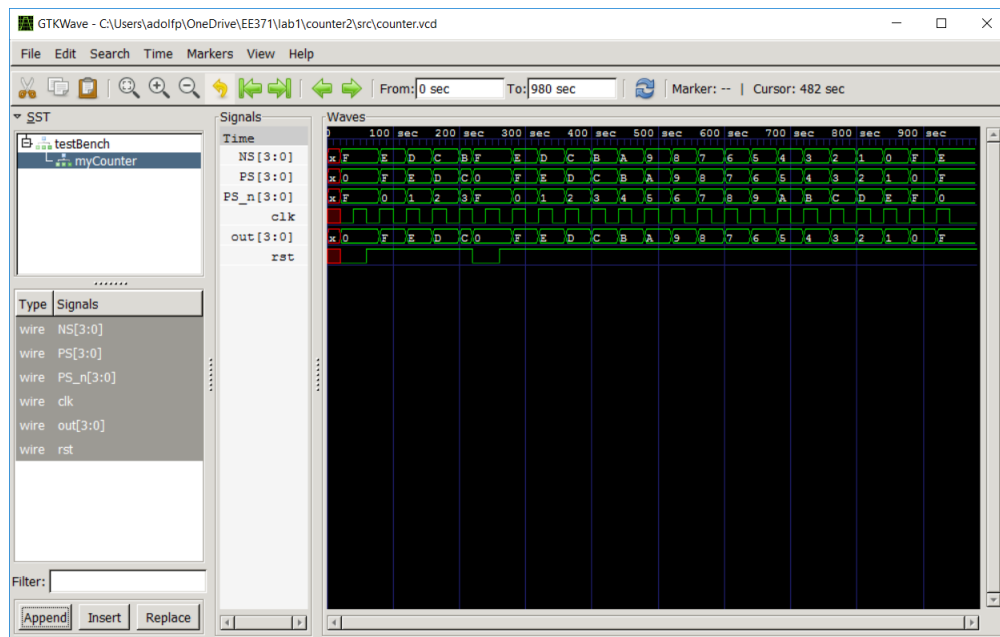 GTKWave - C:\Users\adolfp\OneDrive\EE371\lab1\counter2\src\counter.vcd
File Edit Search Time Markers View Help
From: 0 sec To: 980 sec Marker: -- | Cursor: 482 sec
SST
testBench
myCounter
Type Signals
wire NS[3:0]
wire PS[3:0]
wire PS_n[3:0]
wire clk
wire out[3:0]
wire rst
Filter:
Append Insert Replace
Signals
Time
NS[3:0]
PS[3:0]
PS_n[3:0]
clk
out[3:0]
rst
Waves
0 100 sec 200 sec 300 sec 400 sec 500 sec 600 sec 700 sec 800 sec 900 sec
x F E D C B F E D C B A 9 8 7 6 5 4 3 2 1 0 F E
x 0 F E D C 0 F E D C B A 9 8 7 6 5 4 3 2 1 0 F
x F 0 1 2 3 F 0 1 2 3 4 5 6 7 8 9 A B C D E F 0
x 0 F E D C 0 F E D C B A 9 8 7 6 5 4 3 2 1 0 F